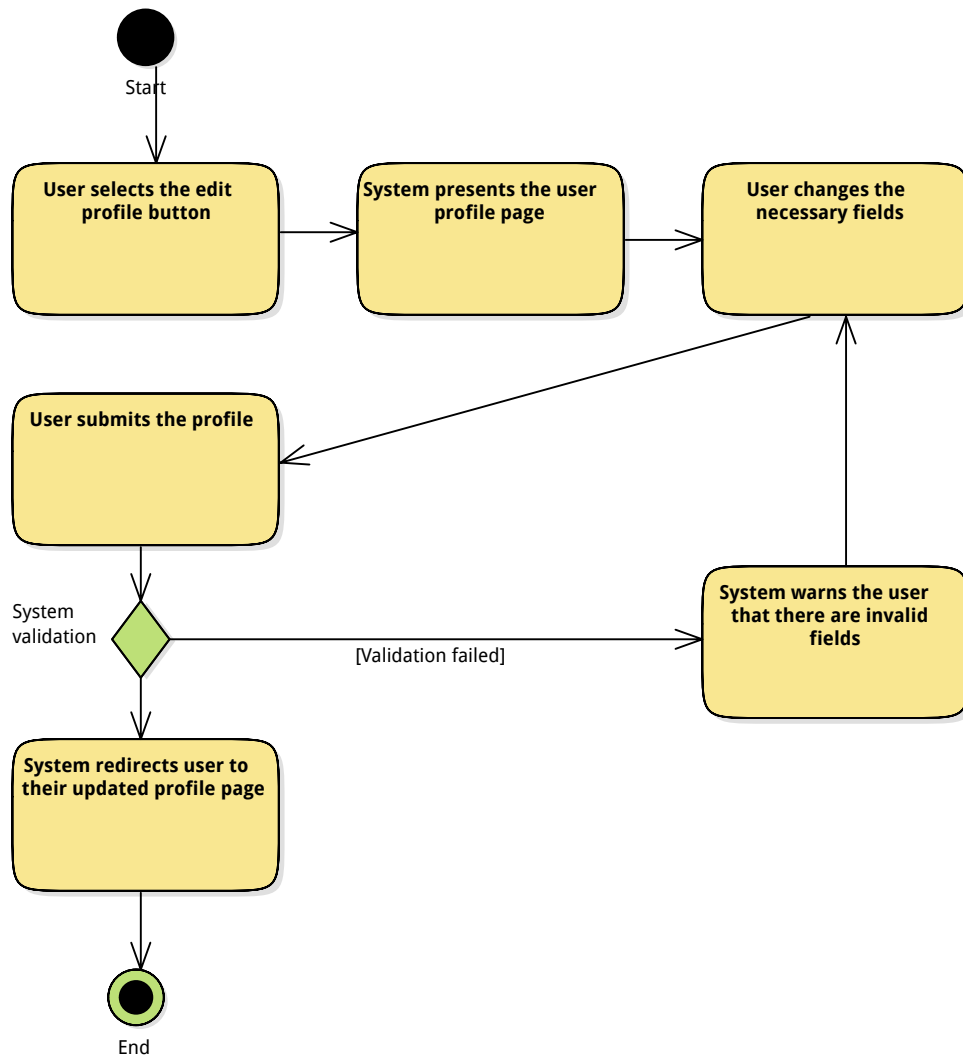 Start
User selects the edit
profile button
System presents the user
profile page
User changes the
necessary fields
User submits the profile
System
validation
[Validation failed]
System warns the user
that there are invalid
fields
System redirects user to
their updated profile page
End